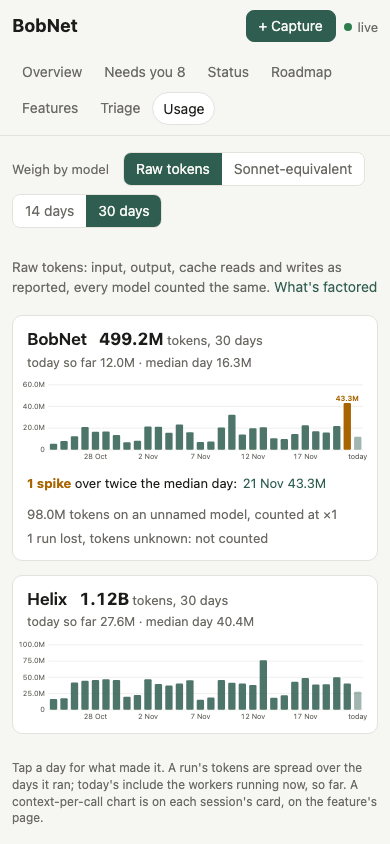 BobNet
+ Capture
live
Overview Needs you 8 Status Roadmap
Features Triage Usage
Weigh by model Raw tokens Sonnet-equivalent
14 days 30 days
Raw tokens: input, output, cache reads and writes as
reported, every model counted the same. What's factored
BobNet 499.2M tokens, 30 days
today so far 12.0M · median day 16.3M
60.0M
43.3M
40.0M
20.0M
0
28 Oct 2 Nov 7 Nov 12 Nov 17 Nov today
1 spike over twice the median day: 21 Nov 43.3M
98.0M tokens on an unnamed model, counted at ×1
1 run lost, tokens unknown: not counted
Helix 1.12B tokens, 30 days
today so far 27.6M · median day 40.4M
100.0M
75.0M
50.0M
25.0M
0
28 Oct 2 Nov 7 Nov 12 Nov 17 Nov today
Tap a day for what made it. A run's tokens are spread over the
days it ran; today's include the workers running now, so far. A
context-per-call chart is on each session's card, on the feature's
page.